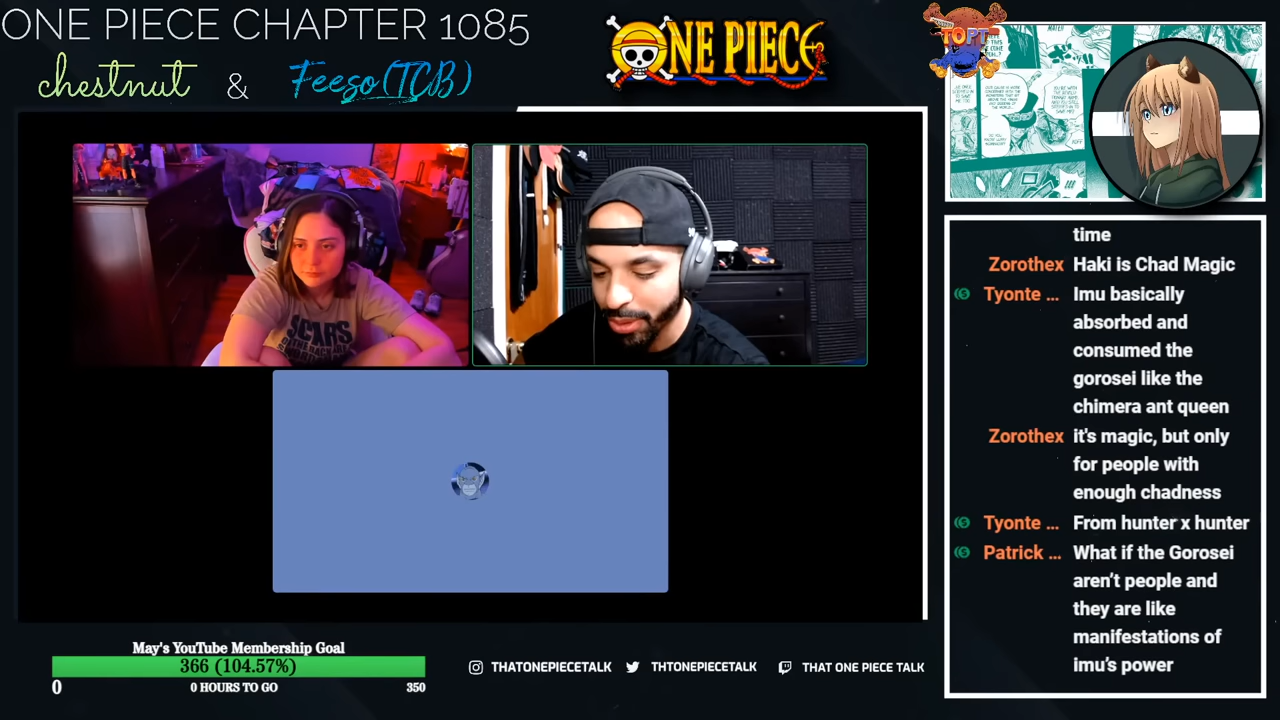 ONE PIECE CHAPTER 1085
chestnut & Feeso(TCB)
ONE PIECE
TOPT
time
Zorothex Haki is Chad Magic
Tyonte ... Imu basically
absorbed and
consumed the
gorosei like the
chimera ant queen
Zorothex it's magic, but only
for people with
enough chadness
Tyonte ... From hunter x hunter
Patrick ... What if the Gorosei
aren't people and
they are like
manifestations of
imu's power
SCARS
May's YouTube Membership Goal
366 (104.57%)
0 0 HOURS TO GO 350
THATONEPIECETALK THTONEPIECETALK THAT ONE PIECE TALK